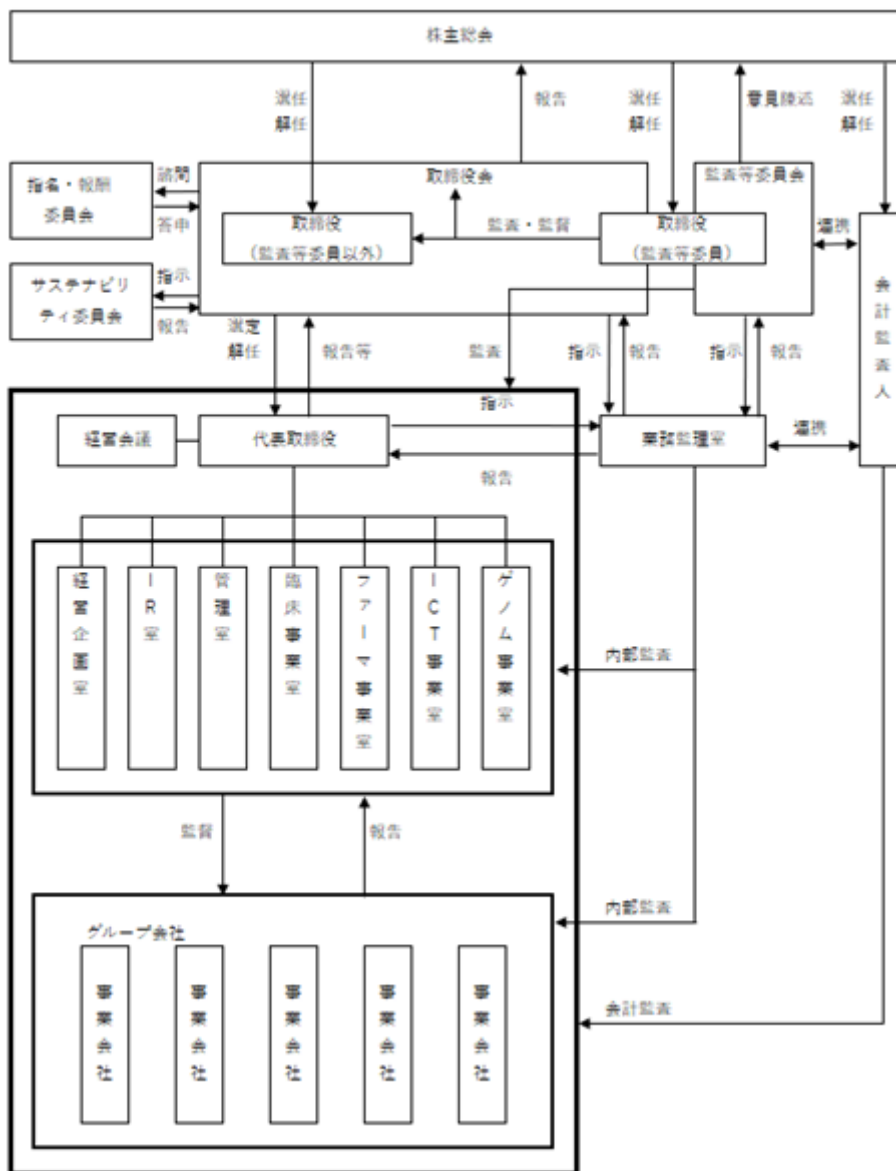 株主総会
選任
解任
報告
選任
解任
意見陳述
選任
解任
指名・報酬
委員会
諮問
答申
取締役会
監査等委員会
取締役
(監査等委員以外)
監査・監督
取締役
(監査等委員)
連携
会計監査人
サステナビリ
ティ委員会
指示
報告
選定
解任
報告等
監査
指示
報告
指示
報告
経営会議
代表取締役
指示
報告
業務監理室
連携
経営企画室
IR室
管理室
臨床事業室
ファーマ事業室
ICT事業室
ゲノム事業室
内部監査
監督
報告
グループ会社
内部監査
事業会社
事業会社
事業会社
事業会社
事業会社
会計監査